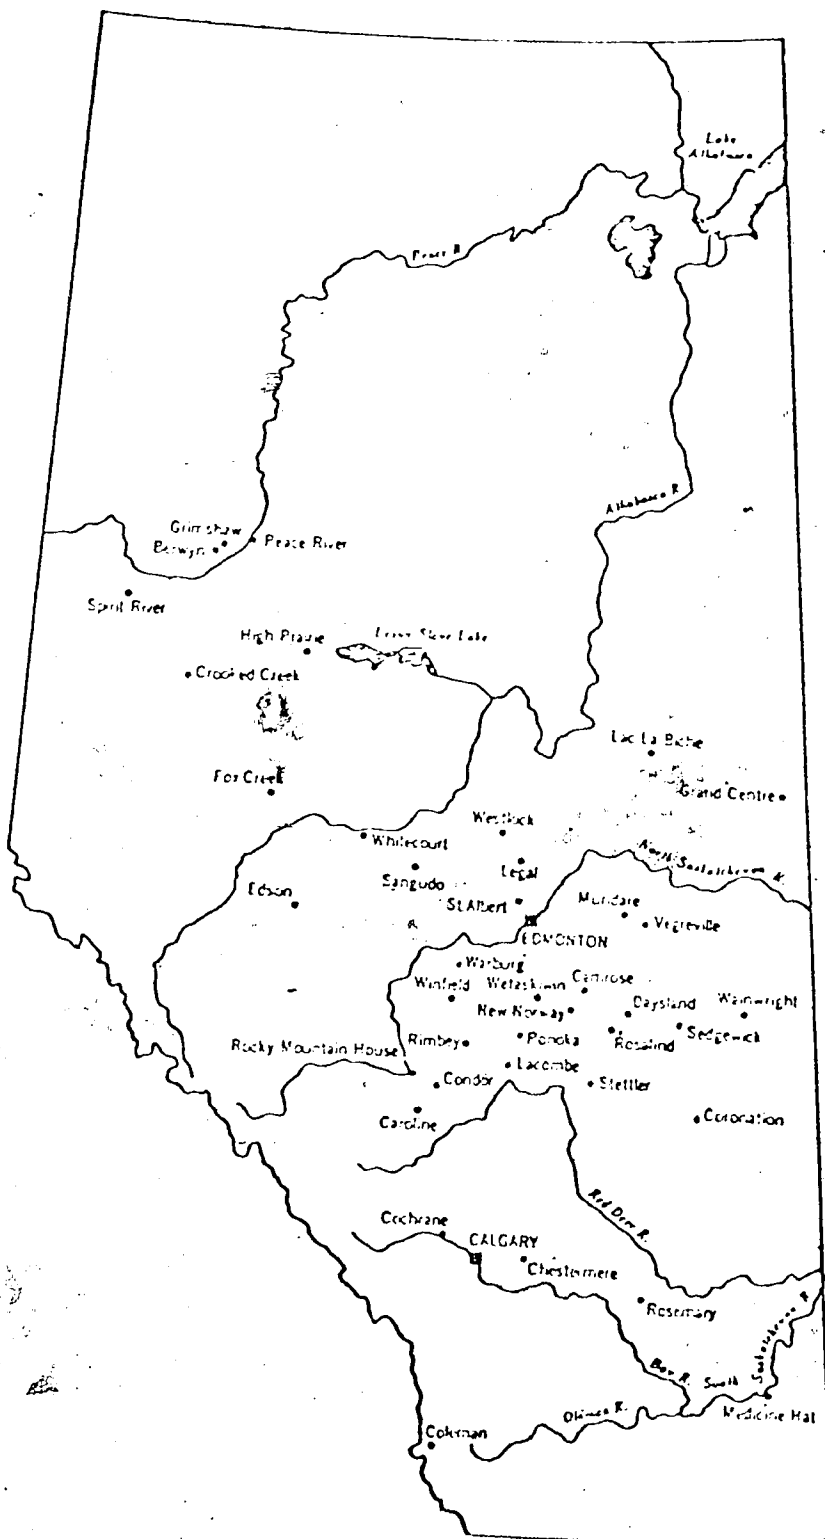 Lake
Athabasca
Peace R.
Athabasca R.
Grimshaw
Berwyn
Peace River
Spirit River
High Prairie
Lesser Slave Lake
Crooked Creek
Lac La Biche
Fox Creek
Grand Centre
Westlock
Whitecourt
North Saskatchewan R.
Legal
Sangudo
Edson
St.Albert
Mundare
Vegreville
EDMONTON
Warburg
Winfield
Wetaskiwin
Camrose
New Norway
Daysland
Wainwright
Rocky Mountain House
Rimbey
Ponoka
Rosalind
Sedgewick
Lacombe
Condor
Stettler
Caroline
Coronation
Red Deer R.
Cochrane
CALGARY
Chestermere
Rosemary
Bow R.
South
Saskatchewan R.
Oldman R.
Medicine Hat
Coleman